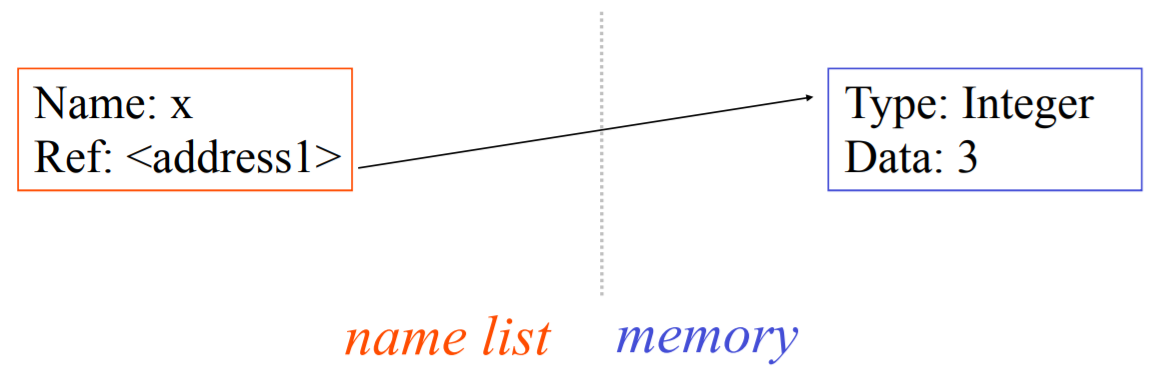 Name: x
Ref: <address1>
Type: Integer
Data: 3
name list
memory